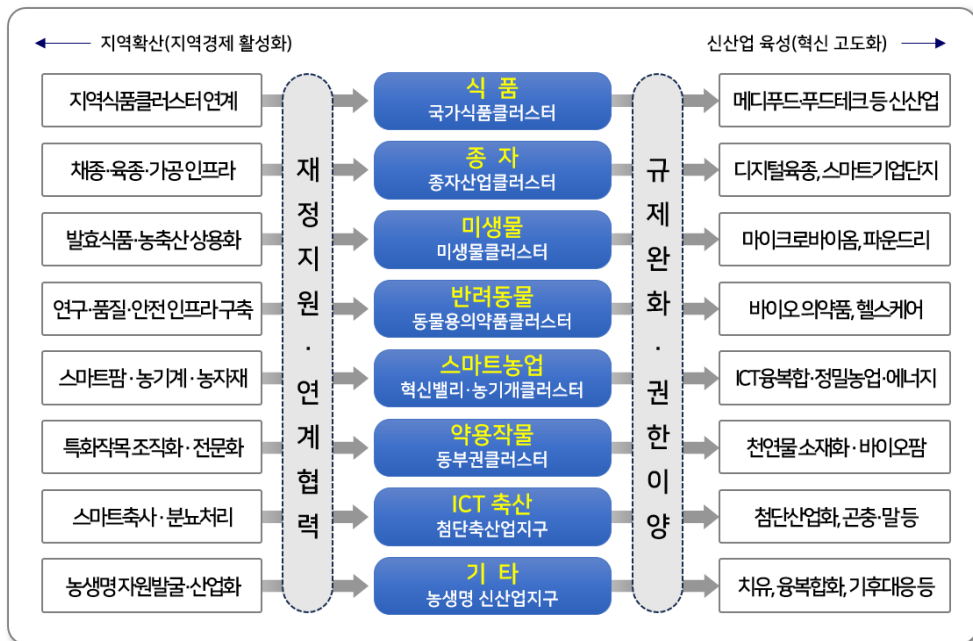 지역확산(지역경제 활성화)
신산업 육성(혁신 고도화)
재정지원·연계협력
규제완화·권한이양
지역식품클러스터 연계
식 품
국가식품클러스터
메디푸드·푸드테크 등 신산업
채종·육종·가공 인프라
종 자
종자산업클러스터
디지털육종, 스마트기업단지
발효식품·농축산 상용화
미생물
미생물클러스터
마이크로바이옴, 파운드리
연구·품질·안전 인프라 구축
반려동물
동물용의약품클러스터
바이오 의약품, 헬스케어
스마트팜·농기계·농자재
스마트농업
혁신밸리·농기개클러스터
ICT융복합·정밀농업·에너지
특화작목 조직화·전문화
약용작물
동부권클러스터
천연물 소재화·바이오팜
스마트축사·분뇨처리
ICT 축산
첨단축산업지구
첨단산업화, 곤충·말 등
농생명 자원발굴·산업화
기 타
농생명 신산업지구
치유, 융복합화, 기후대응 등